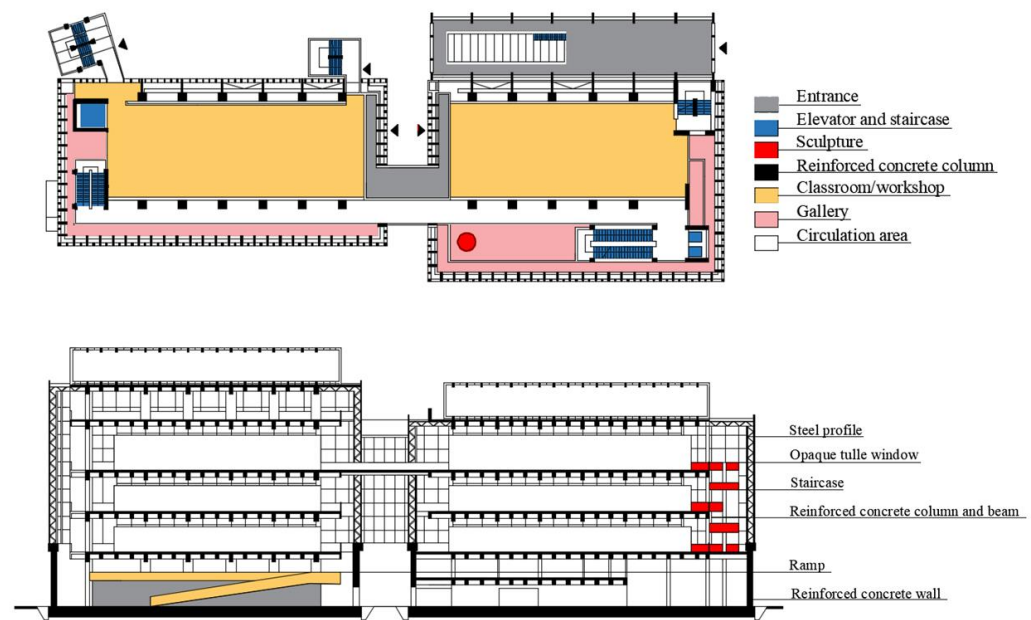 Entrance
Elevator and staircase
Sculpture
Reinforced concrete column
Classroom/workshop
Gallery
Circulation area
Steel profile
Opaque tulle window
Staircase
Reinforced concrete column and beam
Ramp
Reinforced concrete wall